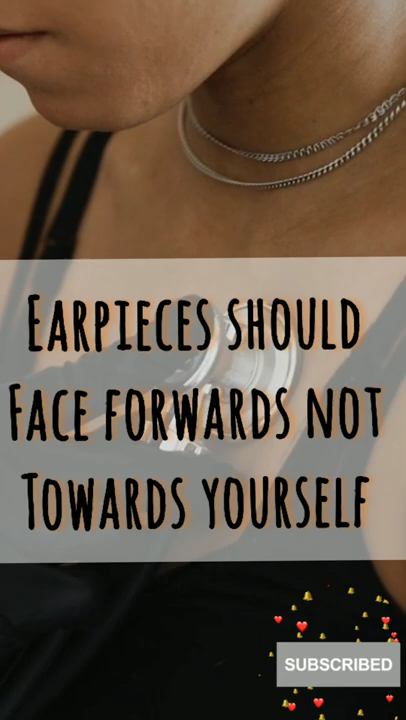 Earpieces should
Face forwards not
Towards yourself
SUBSCRIBED